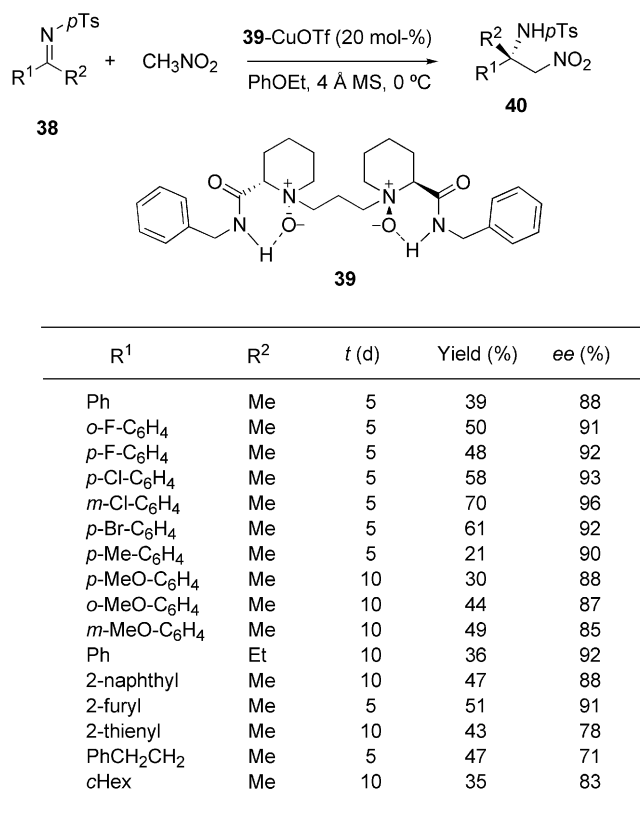 N pTs
R¹ R² + CH₃NO₂ 39-CuOTf (20 mol-%) R² NHpTs
PhOEt, 4 Å MS, 0 ºC R¹ NO₂
38 40
O N + N + O
N O− −O N
H H
39
R¹ R² t (d) Yield (%) ee (%)
Ph Me 5 39 88
o-F-C₆H₄ Me 5 50 91
p-F-C₆H₄ Me 5 48 92
p-Cl-C₆H₄ Me 5 58 93
m-Cl-C₆H₄ Me 5 70 96
p-Br-C₆H₄ Me 5 61 92
p-Me-C₆H₄ Me 5 21 90
p-MeO-C₆H₄ Me 10 30 88
o-MeO-C₆H₄ Me 10 44 87
m-MeO-C₆H₄ Me 10 49 85
Ph Et 10 36 92
2-naphthyl Me 10 47 88
2-furyl Me 5 51 91
2-thienyl Me 10 43 78
PhCH₂CH₂ Me 5 47 71
cHex Me 10 35 83